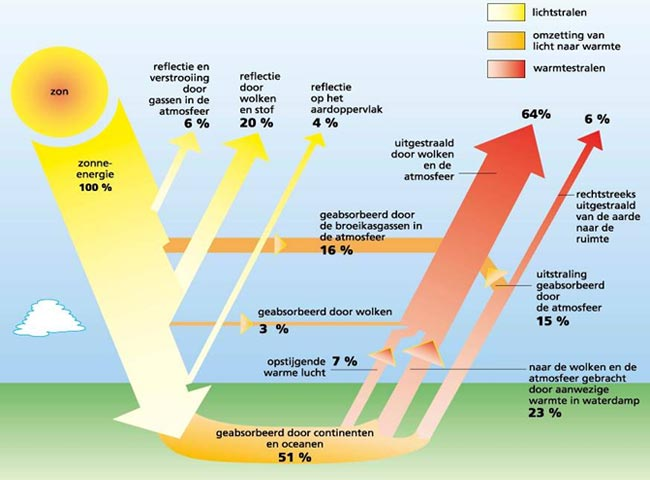 lichtstralen
omzetting van
licht naar warmte
warmtestralen
zon
zonne-
energie
100 %
reflectie en
verstrooiing
door
gassen in de
atmosfeer
6 %
reflectie
door
wolken
en stof
20 %
reflectie
op het
aardoppervlak
4 %
64%
6 %
uitgestraald
door wolken
en de
atmosfeer
rechtstreeks
uitgestraald
van de aarde
naar de
ruimte
geabsorbeerd door
de broeikasgassen in
de atmosfeer
16 %
uitstraling
geabsorbeerd
door
de atmosfeer
15 %
geabsorbeerd door wolken
3 %
opstijgende
warme lucht
7 %
naar de wolken en de
atmosfeer gebracht
door aanwezige
warmte in waterdamp
23 %
geabsorbeerd door continenten
en oceanen
51 %